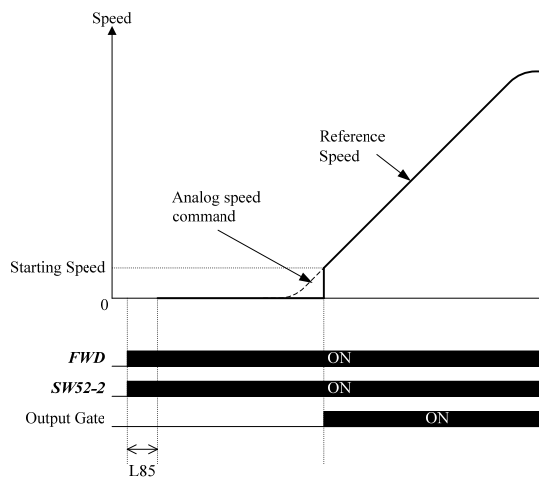 Speed
Reference
Speed
Analog speed
command
Starting Speed
0
FWD
ON
SW52-2
ON
Output Gate
ON
L85